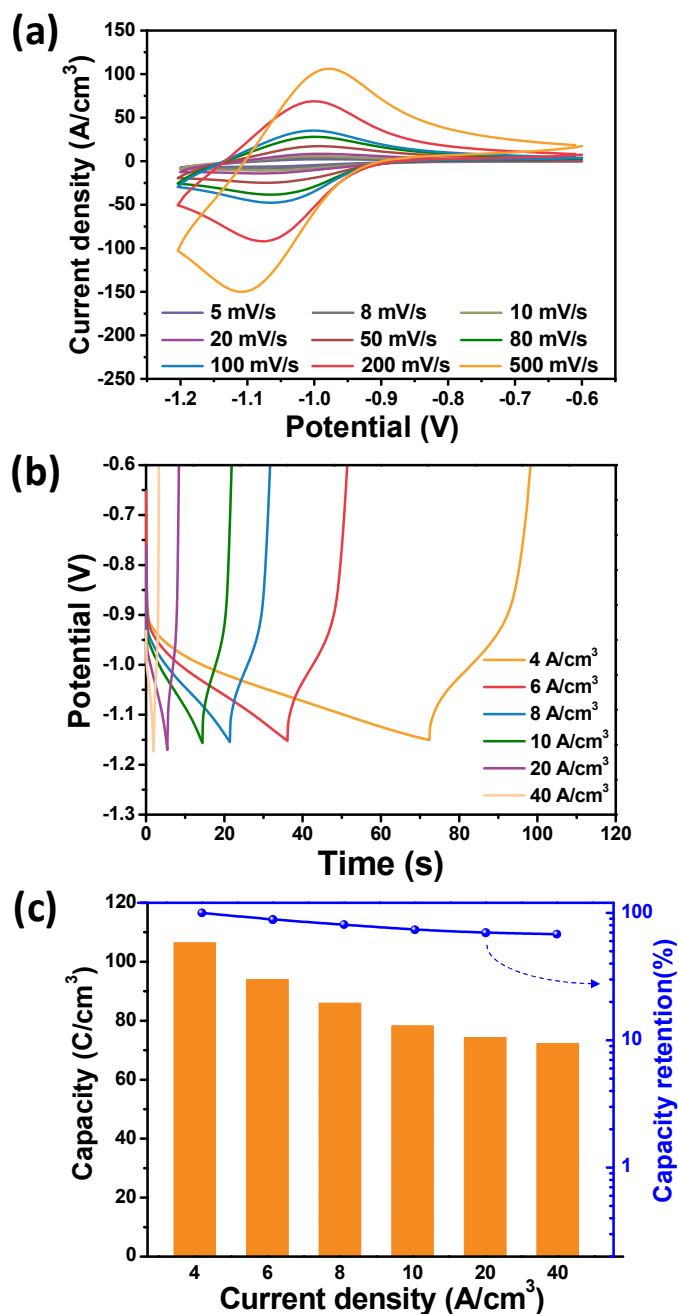 (a)
150
100
50
0
-50
-100
-150
-200
-250
Current density (A/cm³)
5 mV/s 8 mV/s 10 mV/s
20 mV/s 50 mV/s 80 mV/s
100 mV/s 200 mV/s 500 mV/s
-1.2 -1.1 -1.0 -0.9 -0.8 -0.7 -0.6
Potential (V)
(b)
-0.6
-0.7
-0.8
-0.9
-1.0
-1.1
-1.2
-1.3
Potential (V)
4 A/cm³
6 A/cm³
8 A/cm³
10 A/cm³
20 A/cm³
40 A/cm³
0 20 40 60 80 100 120
Time (s)
(c)
120
100
80
60
40
20
0
Capacity (C/cm³)
100
10
1
Capacity retention(%)
4 6 8 10 20 40
Current density (A/cm³)